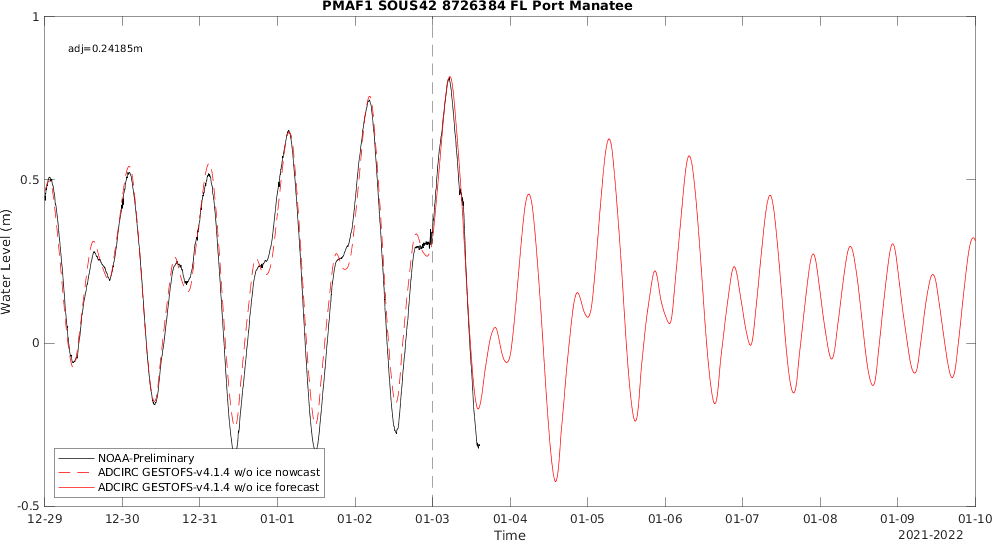 PMAF1 SOUS42 8726384 FL Port Manatee
1
adj=0.24185m
0.5
Water Level (m)
0
NOAA-Preliminary
ADCIRC GESTOFS-v4.1.4 w/o ice nowcast
ADCIRC GESTOFS-v4.1.4 w/o ice forecast
-0.5
12-29 12-30 12-31 01-01 01-02 01-03 01-04 01-05 01-06 01-07 01-08 01-09 01-10
Time
2021-2022